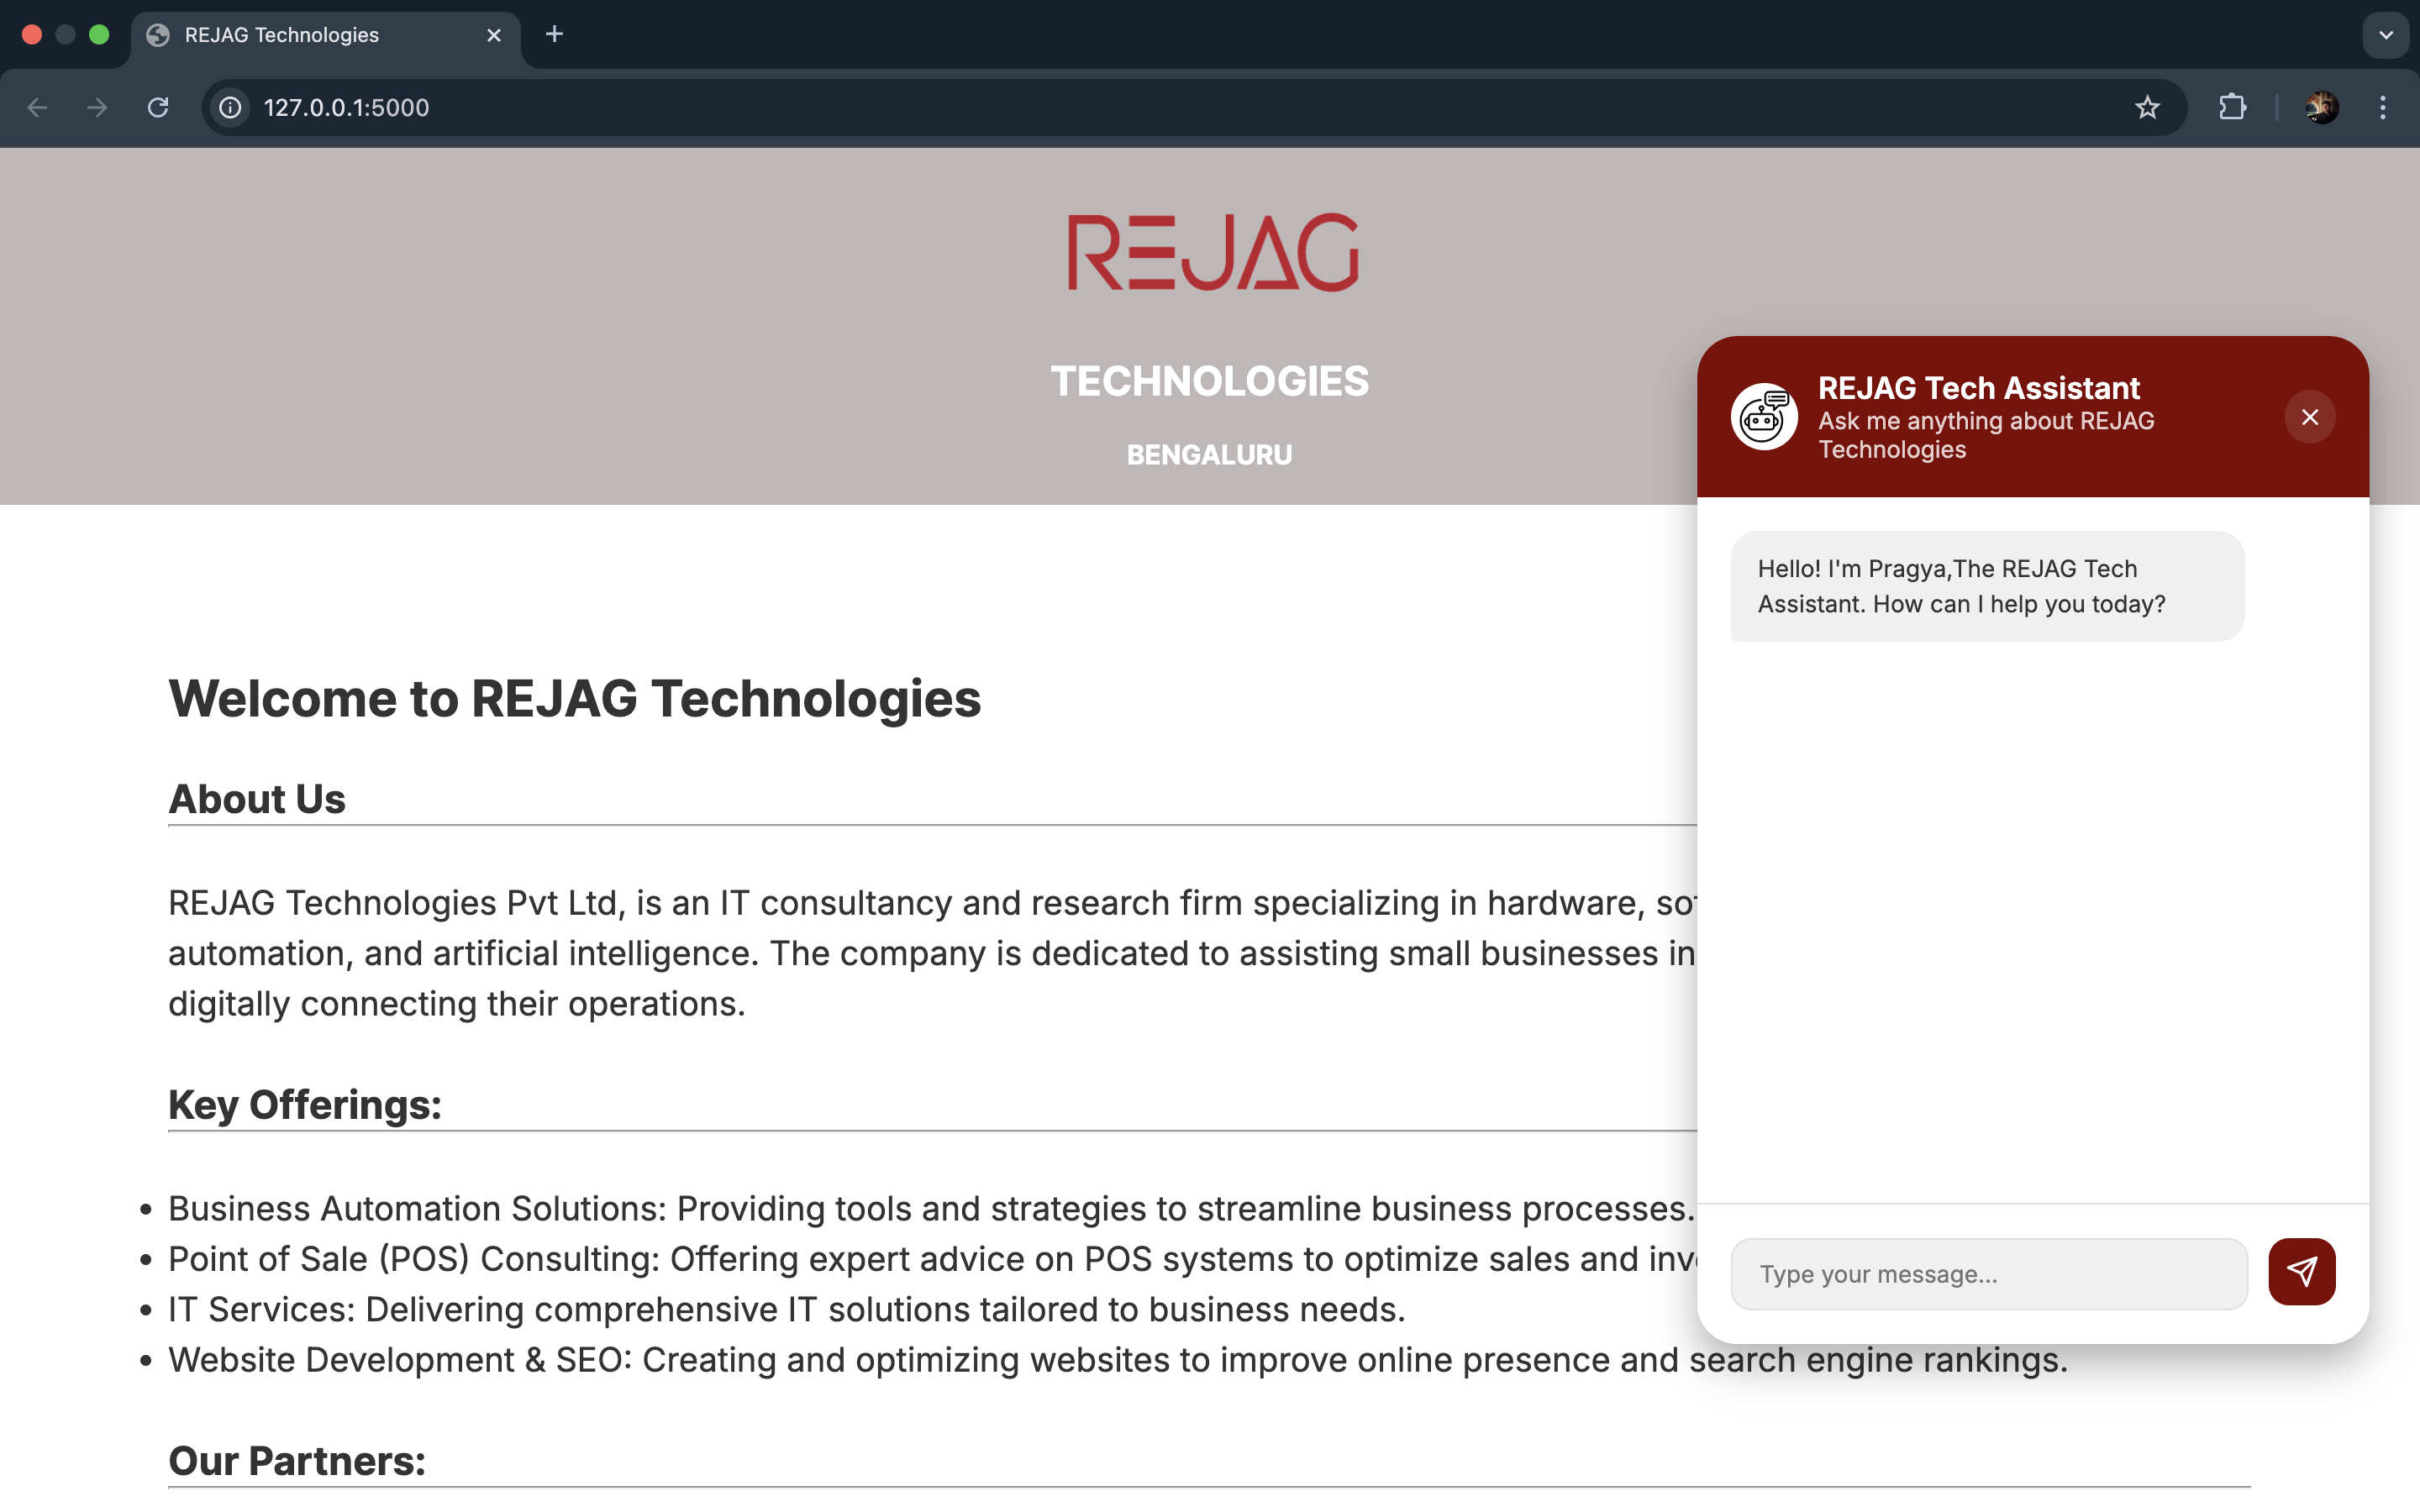 REJAG Technologies
127.0.0.1:5000
REJAG
TECHNOLOGIES
BENGALURU
REJAG Tech Assistant
Ask me anything about REJAG
Technologies
Hello! I'm Pragya,The REJAG Tech
Assistant. How can I help you today?
Type your message...
Welcome to REJAG Technologies
About Us
REJAG Technologies Pvt Ltd, is an IT consultancy and research firm specializing in hardware,
automation, and artificial intelligence. The company is dedicated to assisting small businesses in
digitally connecting their operations.
Key Offerings:
• Business Automation Solutions: Providing tools and strategies to streamline business processes.
• Point of Sale (POS) Consulting: Offering expert advice on POS systems to optimize sales and
• IT Services: Delivering comprehensive IT solutions tailored to business needs.
• Website Development & SEO: Creating and optimizing websites to improve online presence and search engine rankings.
Our Partners: